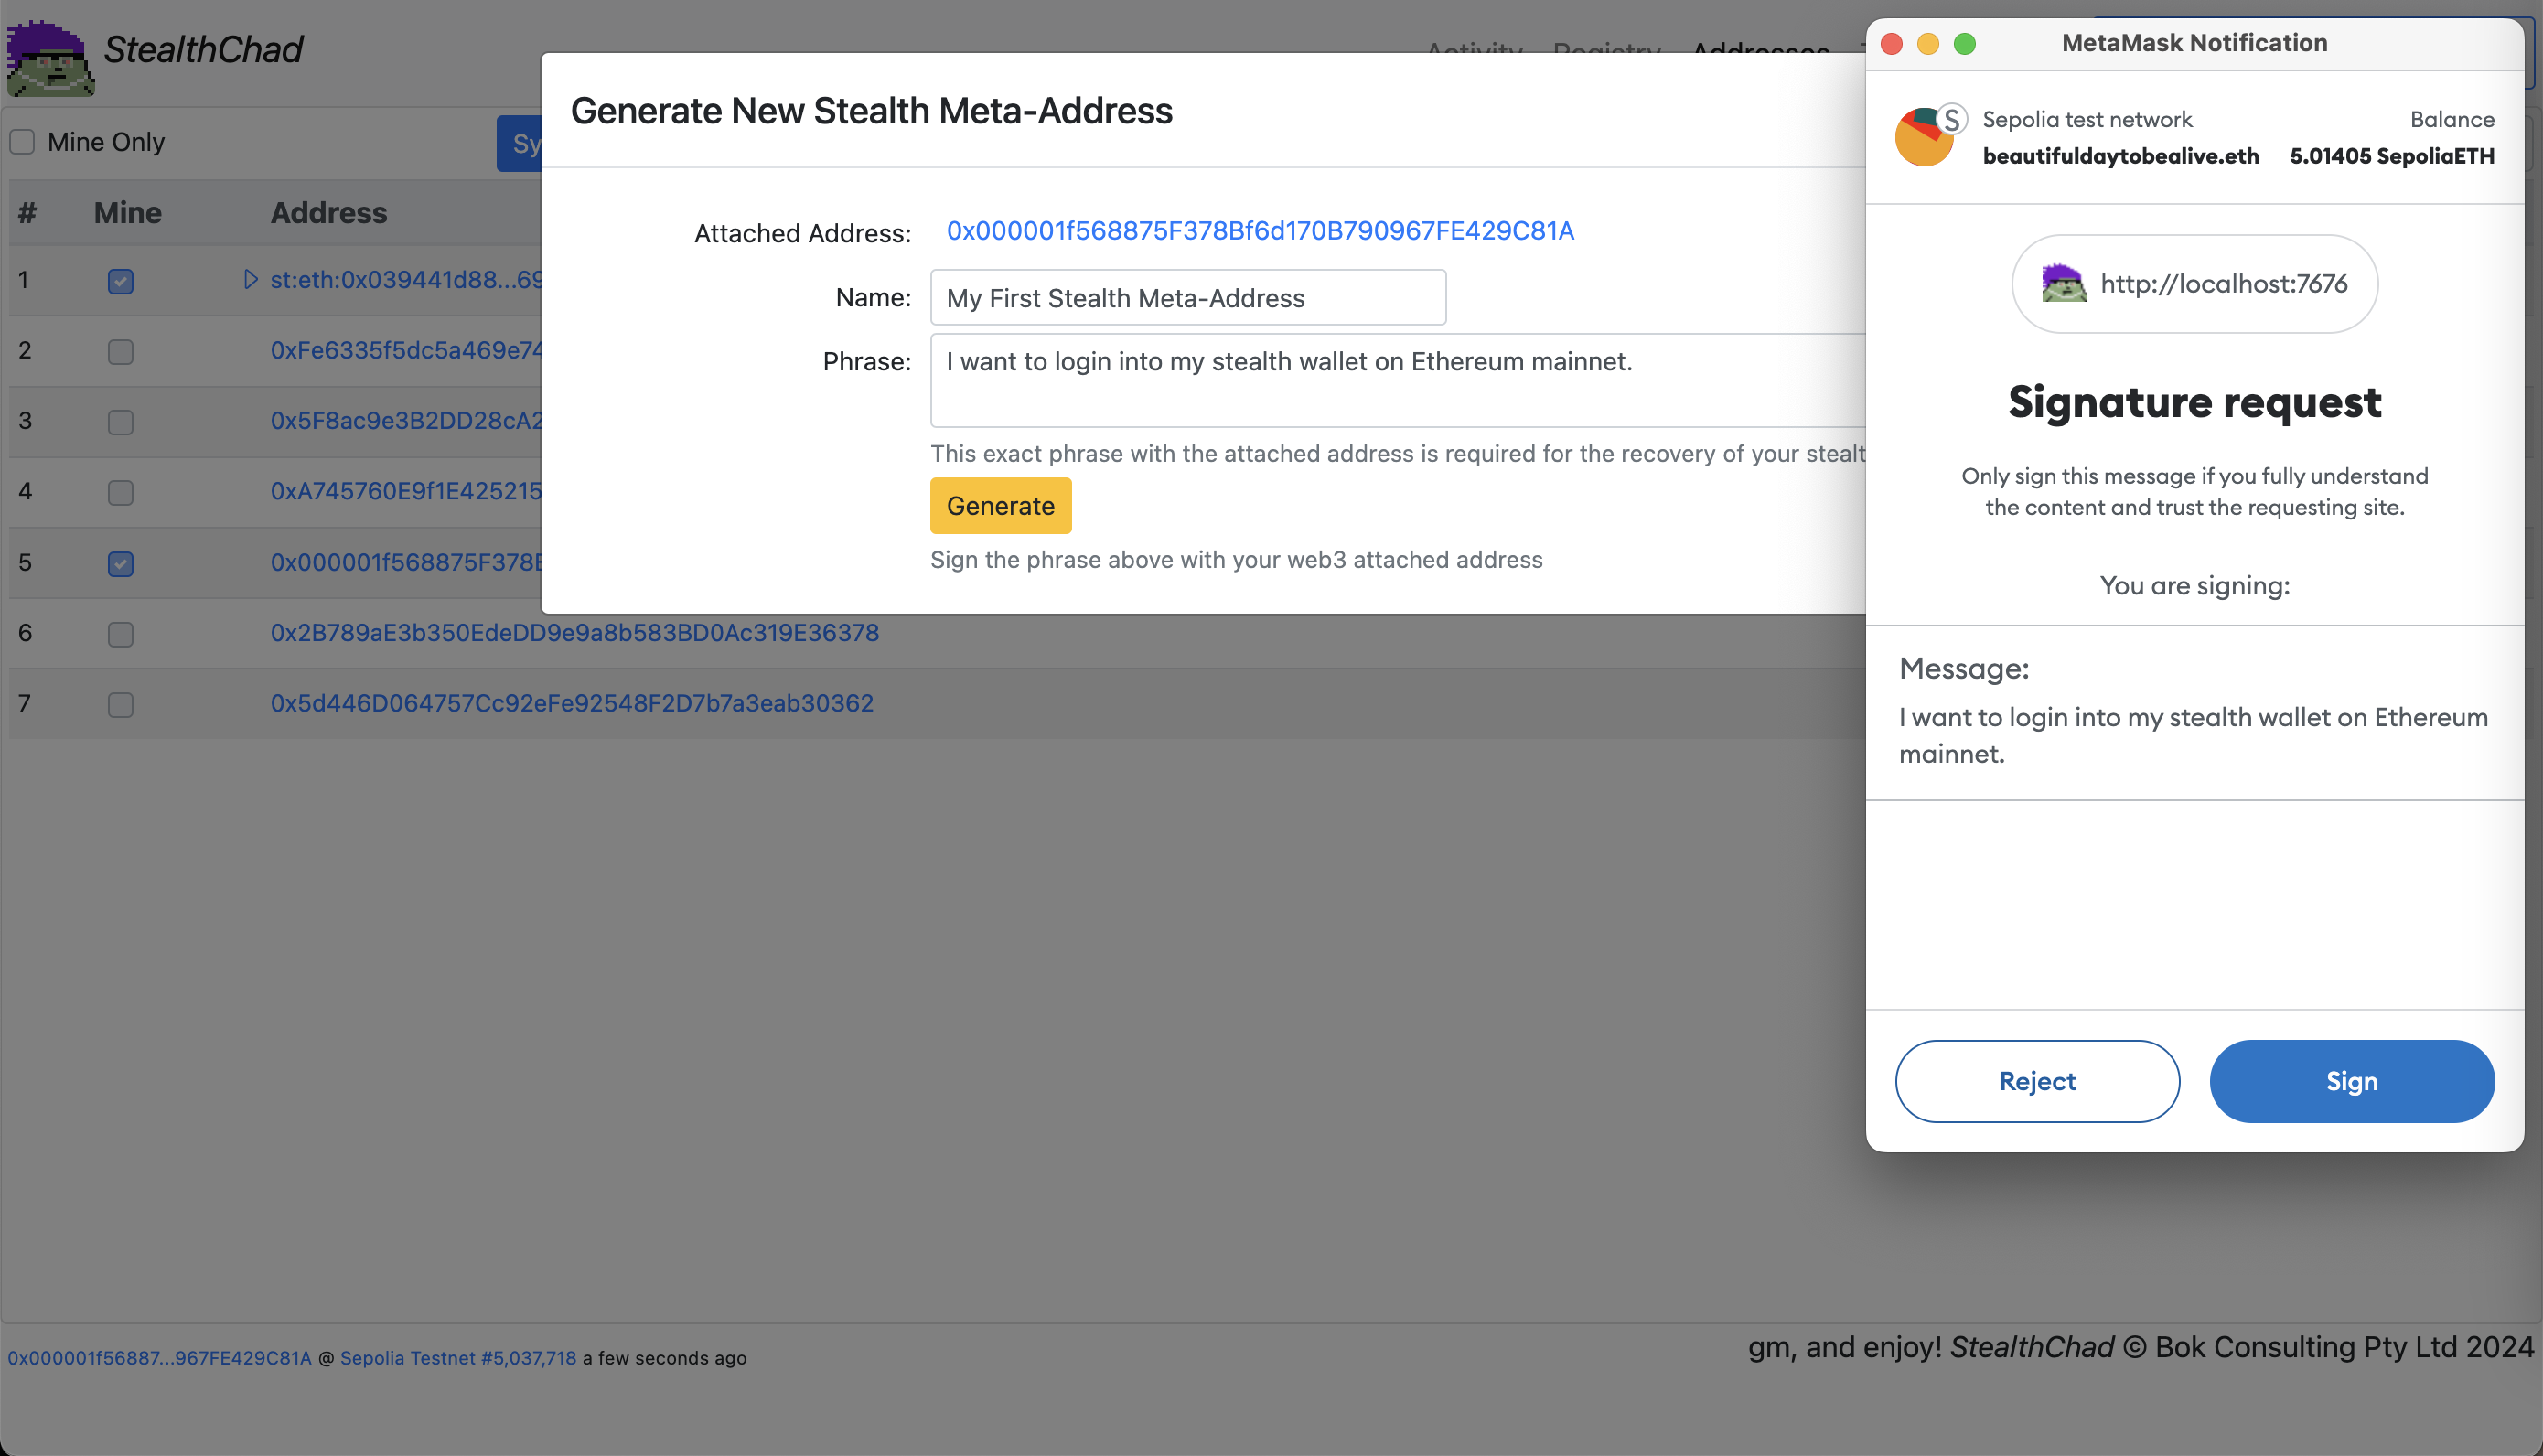 StealthChad
Activity Registry Addresses
Mine Only
Sy
# Mine Address
1 st:eth:0x039441d88...69
2 0xFe6335f5dc5a469e74
3 0x5F8ac9e3B2DD28cA2
4 0xA745760E9f1E425215
5 0x000001f568875F378B
6 0x2B789aE3b350EdeDD9e9a8b583BD0Ac319E36378
7 0x5d446D064757Cc92eFe92548F2D7b7a3eab30362
Generate New Stealth Meta-Address
Attached Address: 0x000001f568875F378Bf6d170B790967FE429C81A
Name: My First Stealth Meta-Address
Phrase: I want to login into my stealth wallet on Ethereum mainnet.
This exact phrase with the attached address is required for the recovery of your stealt
Generate
Sign the phrase above with your web3 attached address
MetaMask Notification
S
Sepolia test network Balance
beautifuldaytobealive.eth 5.01405 SepoliaETH
http://localhost:7676
Signature request
Only sign this message if you fully understand
the content and trust the requesting site.
You are signing:
Message:
I want to login into my stealth wallet on Ethereum
mainnet.
Reject Sign
0x000001f56887...967FE429C81A @ Sepolia Testnet #5,037,718 a few seconds ago
gm, and enjoy! StealthChad © Bok Consulting Pty Ltd 2024